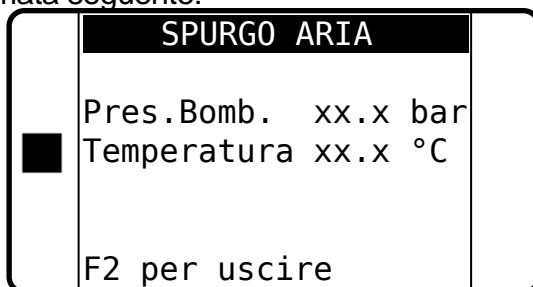 SPURGO ARIA
Pres.Bomb. xx.x bar
Temperatura xx.x °C
F2 per uscire